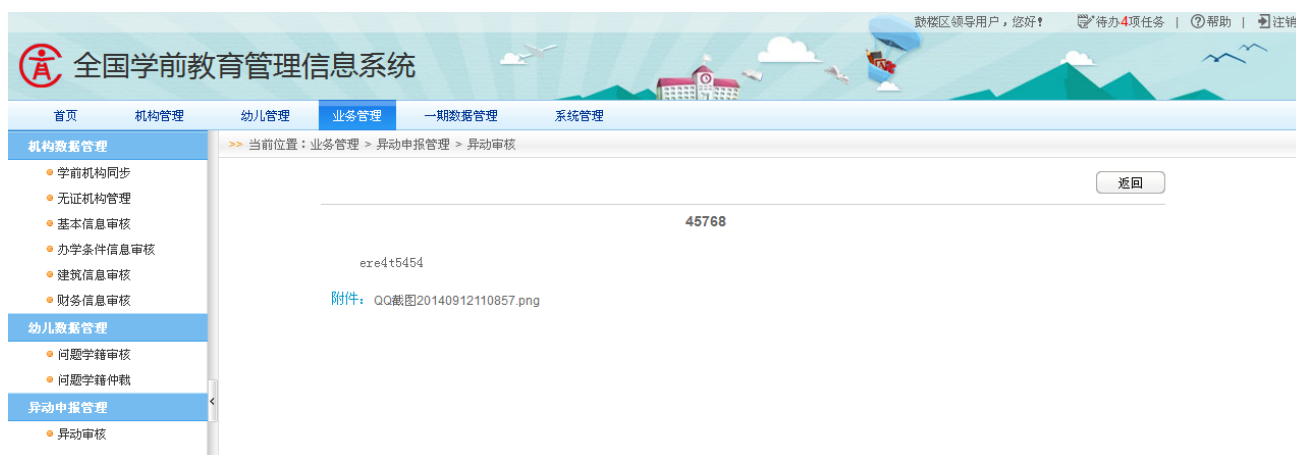 鼓楼区领导用户，您好！ 待办4项任务 | 帮助 | 注销
全国学前教育管理信息系统
首页 机构管理 幼儿管理 业务管理 一期数据管理 系统管理
机构数据管理
学前机构同步
无证机构管理
基本信息审核
办学条件信息审核
建筑信息审核
财务信息审核
幼儿数据管理
问题学籍审核
问题学籍仲裁
异动申报管理
异动审核
>> 当前位置：业务管理 > 异动申报管理 > 异动审核
返回
45768
ere4t5454
附件： QQ截图20140912110857.png